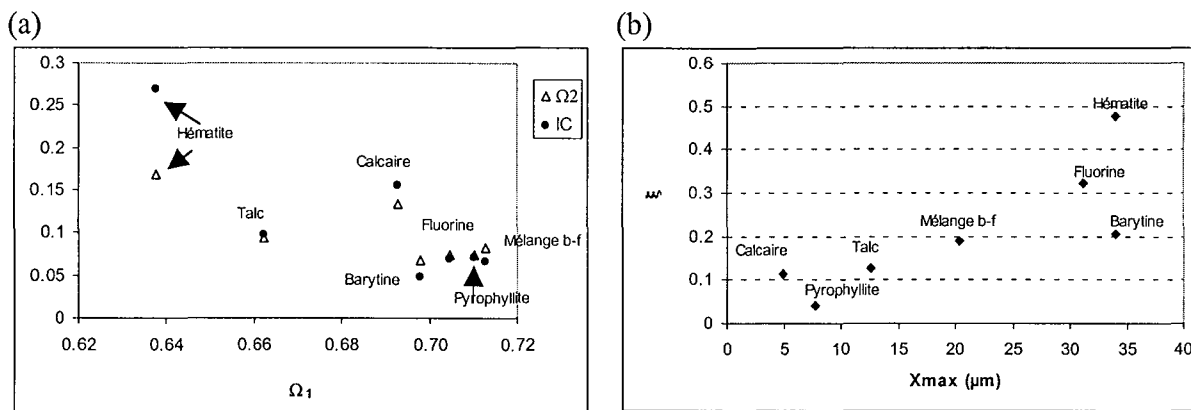 (a)
0.3
0.25
0.2
0.15
0.1
0.05
0
0.62
0.64
0.66
0.68
0.70
0.72
Ω1
Hématite
Talc
Calcaire
Fluorine
Mélange b-f
Barytine
Pyrophyllite
Ω2
IC
(b)
0.6
0.5
0.4
0.3
0.2
0.1
0
ξ
0
5
10
15
20
25
30
35
40
Xmax (µm)
Hématite
Fluorine
Barytine
Mélange b-f
Talc
Calcaire
Pyrophyllite